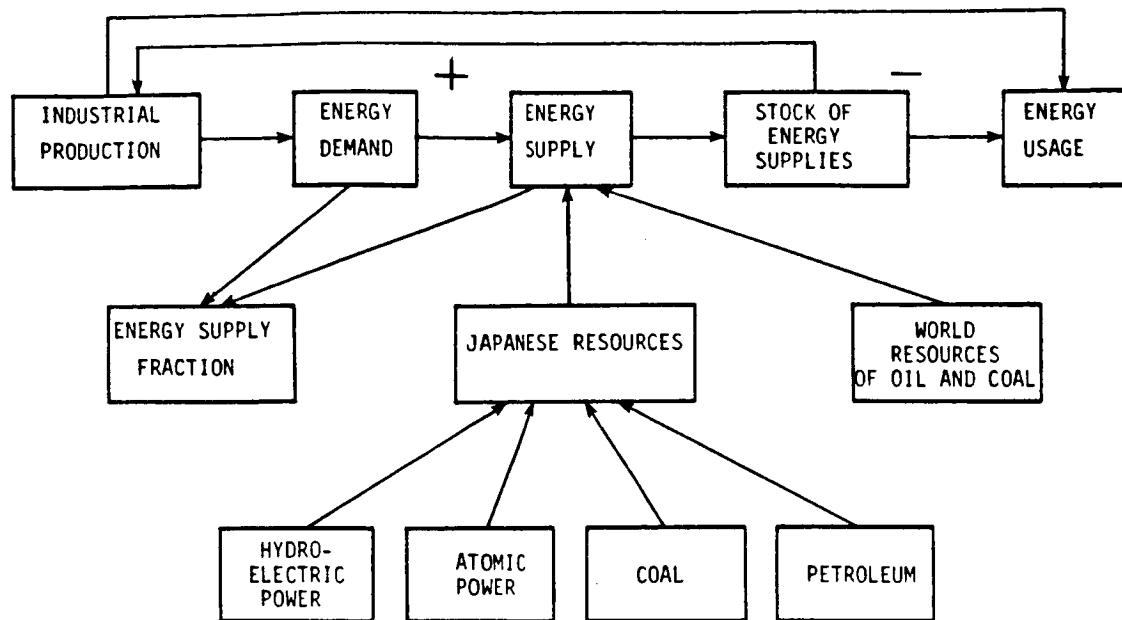 +
−
INDUSTRIAL
PRODUCTION
ENERGY
DEMAND
ENERGY
SUPPLY
STOCK OF
ENERGY
SUPPLIES
ENERGY
USAGE
ENERGY SUPPLY
FRACTION
JAPANESE RESOURCES
WORLD
RESOURCES
OF OIL AND COAL
HYDRO-
ELECTRIC
POWER
ATOMIC
POWER
COAL
PETROLEUM